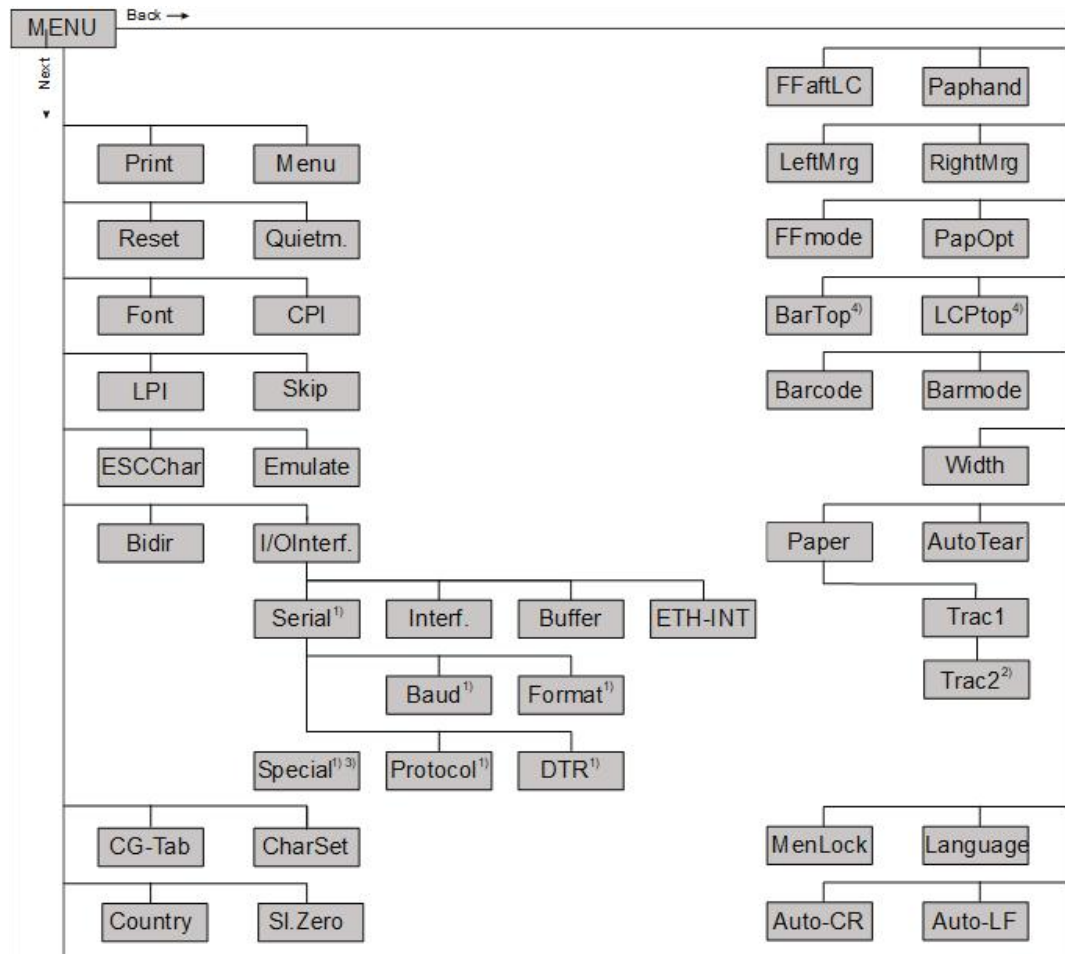 MENU
Back →
Next
FFaftLC Paphand
Print Menu LeftMrg RightMrg
Reset Quietm. FFmode PapOpt
Font CPI BarTop4) LCPtop4)
LPI Skip Barcode Barmode
ESCChar Emulate Width
Bidir I/OInterf. Paper AutoTear
Serial1) Interf. Buffer ETH-INT Trac1
Baud1) Format1) Trac22)
Special1) 3) Protocol1) DTR1)
CG-Tab CharSet MenLock Language
Country Sl.Zero Auto-CR Auto-LF